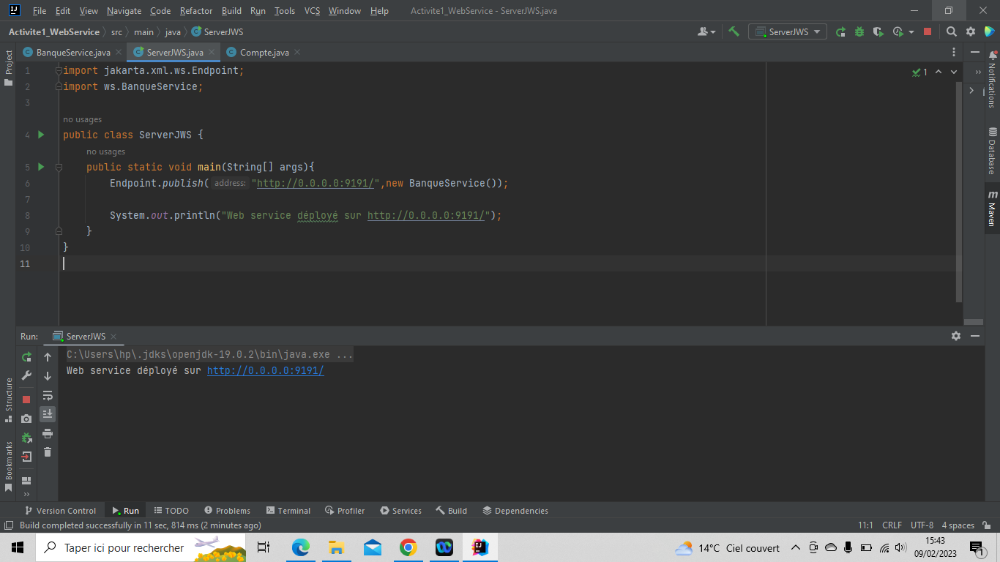 File Edit View Navigate Code Refactor Build Run Tools VCS Window Help Activite1_WebService - ServerJWS.java
Activite1_WebService src main java ServerJWS ServerJWS
Project
BanqueService.java ServerJWS.java Compte.java
1 import jakarta.xml.ws.Endpoint; 1
2 import ws.BanqueService;
3
no usages
4 public class ServerJWS {
no usages
5 public static void main(String[] args){
6 Endpoint.publish( address: "http://0.0.0.0:9191/",new BanqueService());
7
8 System.out.println("Web service déployé sur http://0.0.0.0:9191/");
9 }
10 }
11
Notifications
Database
Maven
Run: ServerJWS
C:\Users\hp\.jdks\openjdk-19.0.2\bin\java.exe ...
Web service déployé sur http://0.0.0.0:9191/
Structure
Bookmarks
Version Control Run TODO Problems Terminal Profiler Services Build Dependencies
Build completed successfully in 11 sec, 814 ms (2 minutes ago) 11:1 CRLF UTF-8 4 spaces
Taper ici pour rechercher 14°C Ciel couvert 15:43
09/02/2023 1